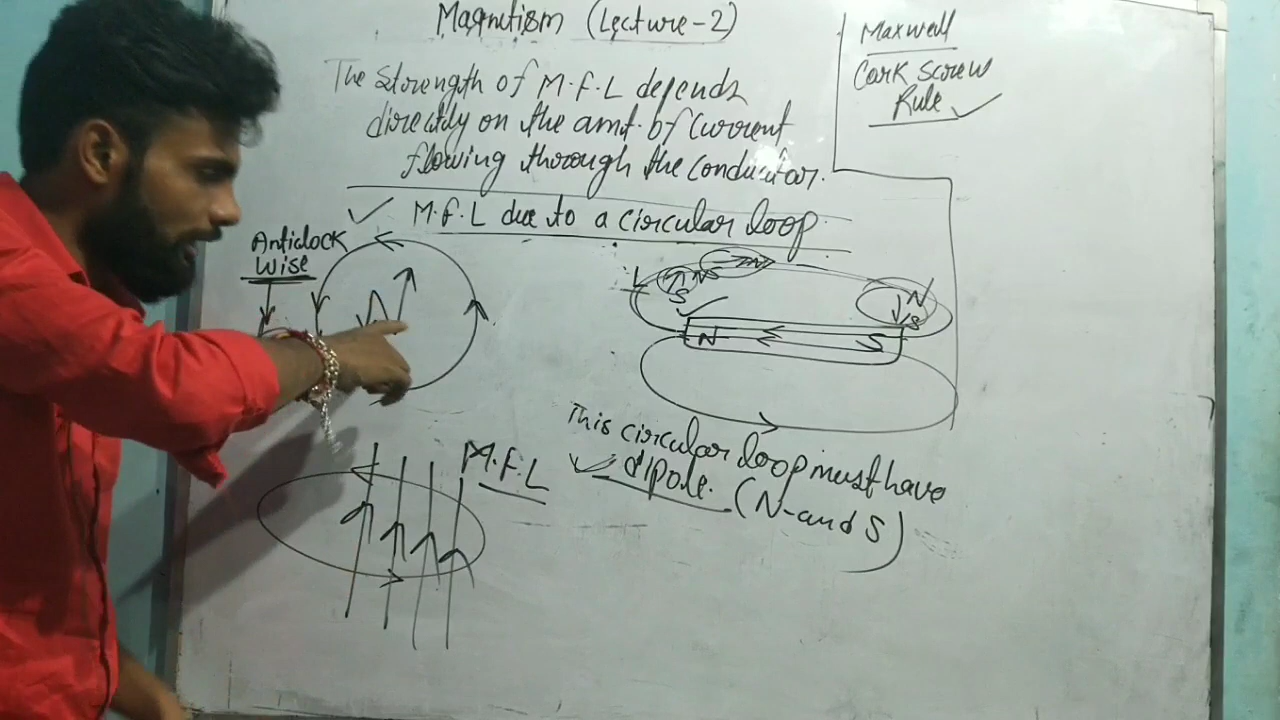 Magnetism (Lecture-2)
The Strength of M.F.L depends
directly on the amt. of current
flowing through the conductor.
M.F.L due to a circular loop
Maxwell
Cork Screw
Rule
Anticlock
wise
N
L
S
N S
N
N
S
N
S
M.F.L
This circular loop must have
dipole.
(N-and S)